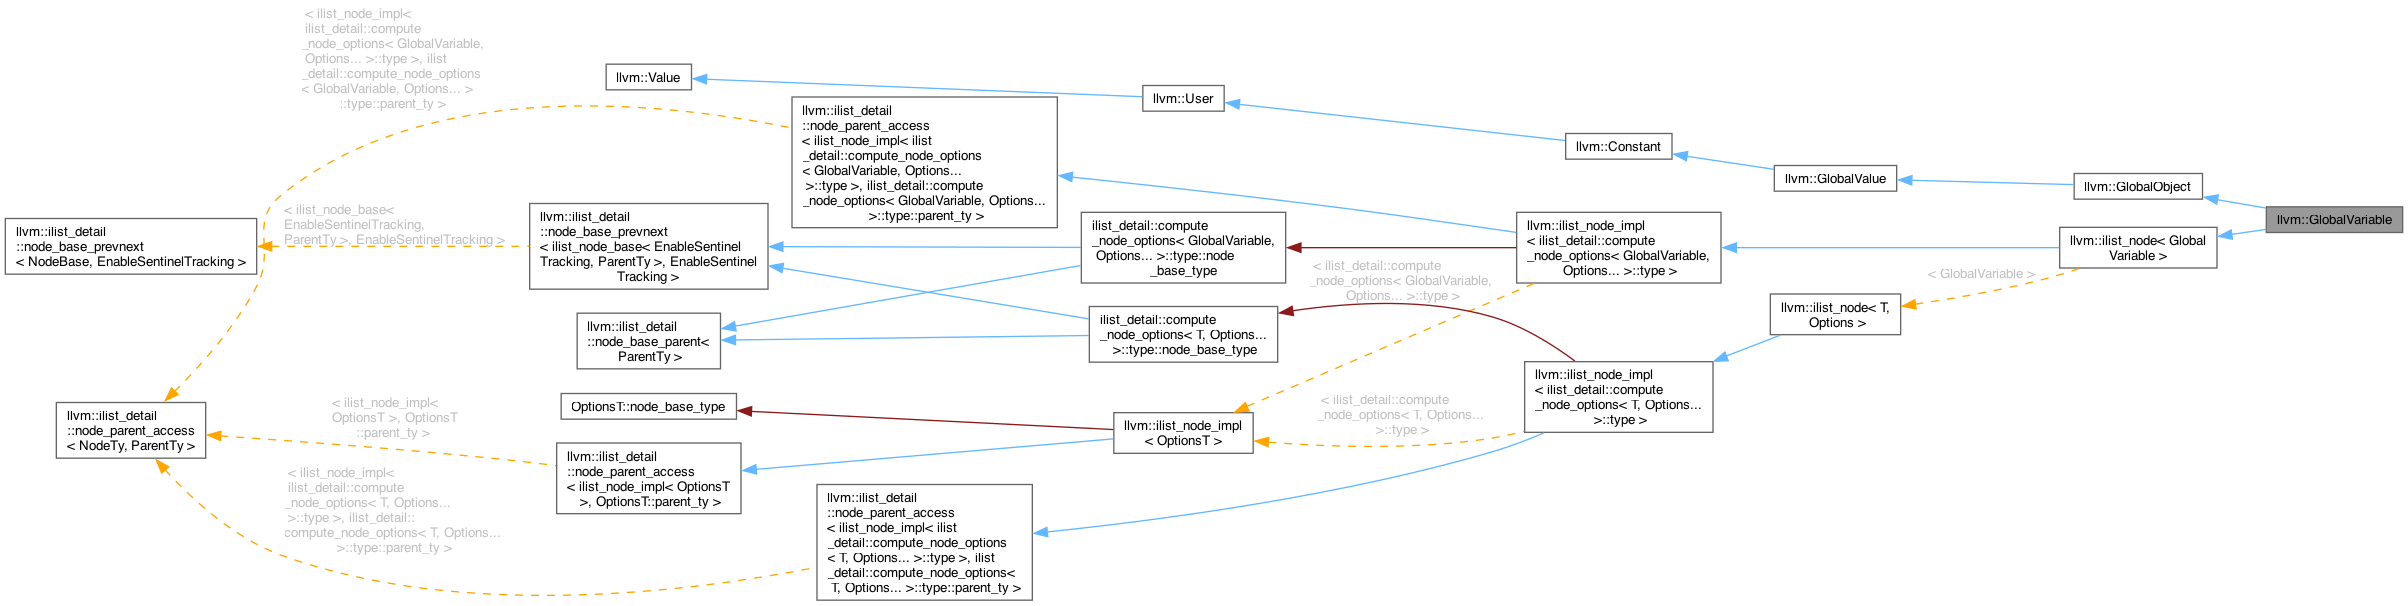 < ilist_node_impl<
ilist_detail::compute
_node_options< GlobalVariable,
Options... >::type >, ilist
_detail::compute_node_options
< GlobalVariable, Options... >
::type::parent_ty >
llvm::Value
llvm::User
llvm::Constant
llvm::GlobalValue
llvm::GlobalObject
llvm::GlobalVariable
llvm::ilist_detail
::node_parent_access
< ilist_node_impl< ilist
_detail::compute_node_options
< GlobalVariable, Options...
>::type >, ilist_detail::compute
_node_options< GlobalVariable, Options...
>::type::parent_ty >
< ilist_node_base<
EnableSentinelTracking,
ParentTy >, EnableSentinelTracking >
llvm::ilist_detail
::node_base_prevnext
< NodeBase, EnableSentinelTracking >
llvm::ilist_detail
::node_base_prevnext
< ilist_node_base< EnableSentinel
Tracking, ParentTy >, EnableSentinel
Tracking >
ilist_detail::compute
_node_options< GlobalVariable,
Options... >::type::node
_base_type
llvm::ilist_node_impl
< ilist_detail::compute
_node_options< GlobalVariable,
Options... >::type >
llvm::ilist_node< Global
Variable >
< ilist_detail::compute
_node_options< GlobalVariable,
Options... >::type >
< GlobalVariable >
llvm::ilist_node< T,
Options >
llvm::ilist_detail
::node_base_parent<
ParentTy >
ilist_detail::compute
_node_options< T, Options...
>::type::node_base_type
llvm::ilist_node_impl
< ilist_detail::compute
_node_options< T, Options...
>::type >
OptionsT::node_base_type
< ilist_node_impl<
OptionsT >, OptionsT
::parent_ty >
< ilist_detail::compute
_node_options< T, Options...
>::type >
llvm::ilist_detail
::node_parent_access
< NodeTy, ParentTy >
llvm::ilist_node_impl
< OptionsT >
llvm::ilist_detail
::node_parent_access
< ilist_node_impl< OptionsT
>, OptionsT::parent_ty >
< ilist_node_impl<
ilist_detail::compute
_node_options< T, Options...
>::type >, ilist_detail::
compute_node_options< T, Options...
>::type::parent_ty >
llvm::ilist_detail
::node_parent_access
< ilist_node_impl< ilist
_detail::compute_node_options
< T, Options... >::type >, ilist
_detail::compute_node_options<
T, Options... >::type::parent_ty >